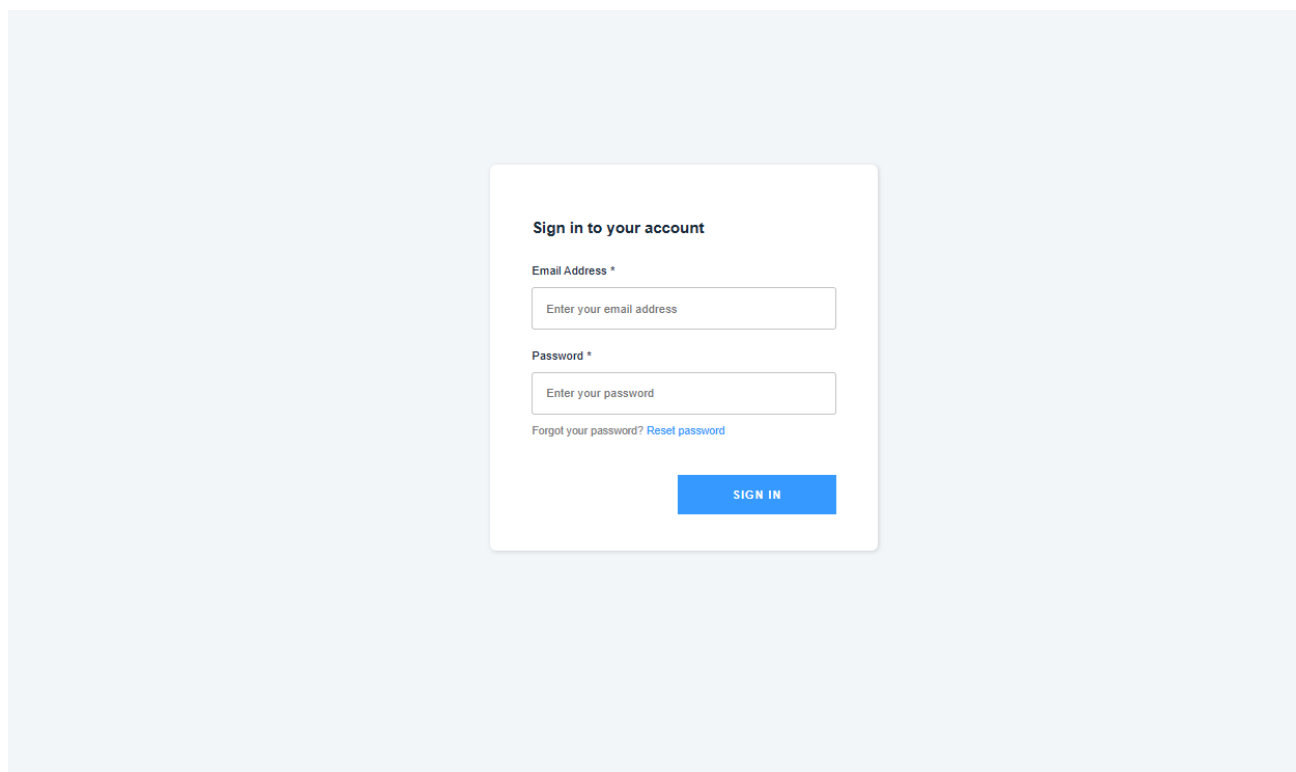 Sign in to your account
Email Address *
Enter your email address
Password *
Enter your password
Forgot your password? Reset password
SIGN IN